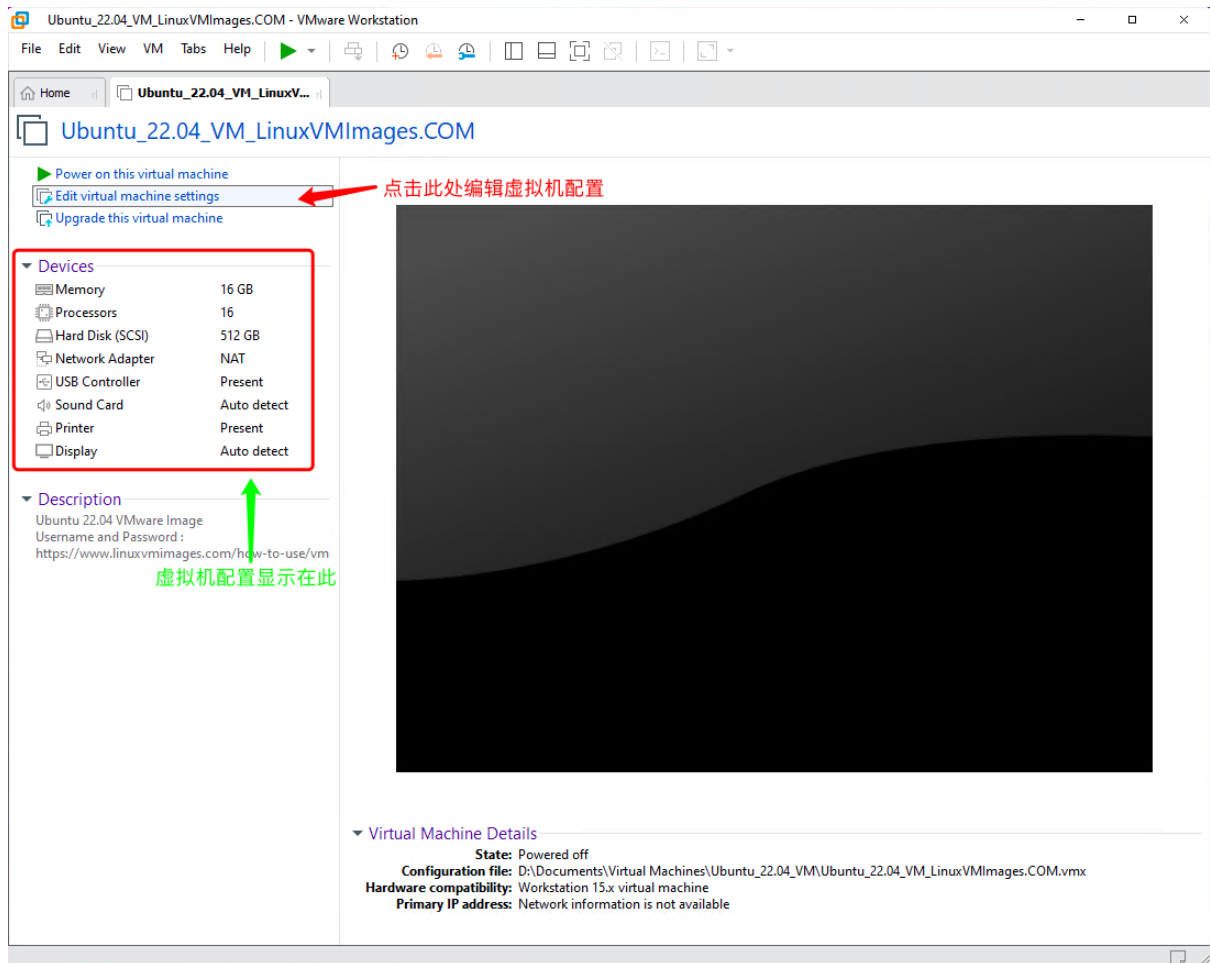 Ubuntu_22.04_VM_LinuxVMImages.COM - VMware Workstation
File Edit View VM Tabs Help
Home
Ubuntu_22.04_VM_LinuxV...
Ubuntu_22.04_VM_LinuxVMImages.COM
Power on this virtual machine
Edit virtual machine settings
点击此处编辑虚拟机配置
Upgrade this virtual machine
Devices
Memory 16 GB
Processors 16
Hard Disk (SCSI) 512 GB
Network Adapter NAT
USB Controller Present
Sound Card Auto detect
Printer Present
Display Auto detect
Description
Ubuntu 22.04 VMware Image
Username and Password :
https://www.linuxvmimages.com/how-to-use/vm
虚拟机配置显示在此
Virtual Machine Details
State: Powered off
Configuration file: D:\Documents\Virtual Machines\Ubuntu_22.04_VM\Ubuntu_22.04_VM_LinuxVMImages.COM.vmx
Hardware compatibility: Workstation 15.x virtual machine
Primary IP address: Network information is not available